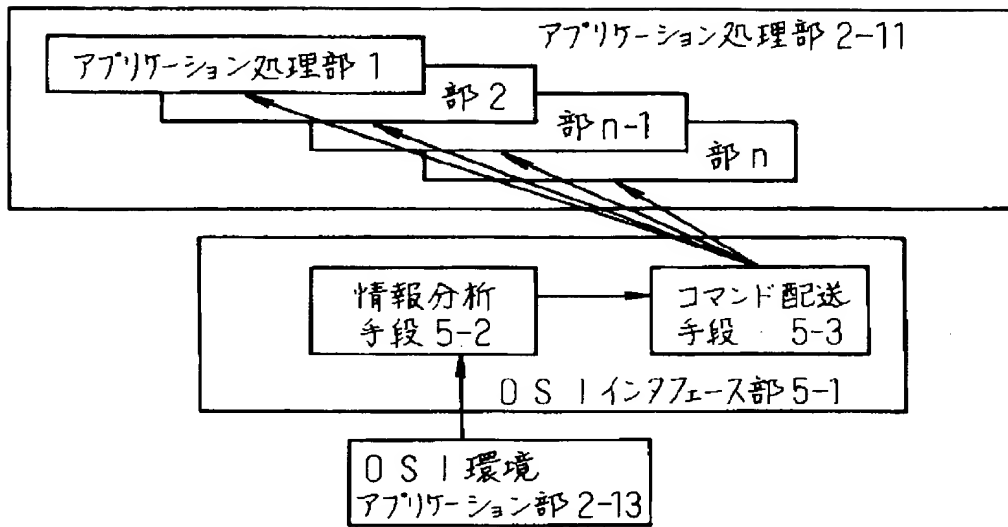 アプリケーション処理部2-11
アプリケーション処理部1
部2
部n-1
部n
情報分析
手段5-2
コマンド配送
手段 5-3
OSIインタフェース部5-1
OSI環境
アプリケーション部2-13